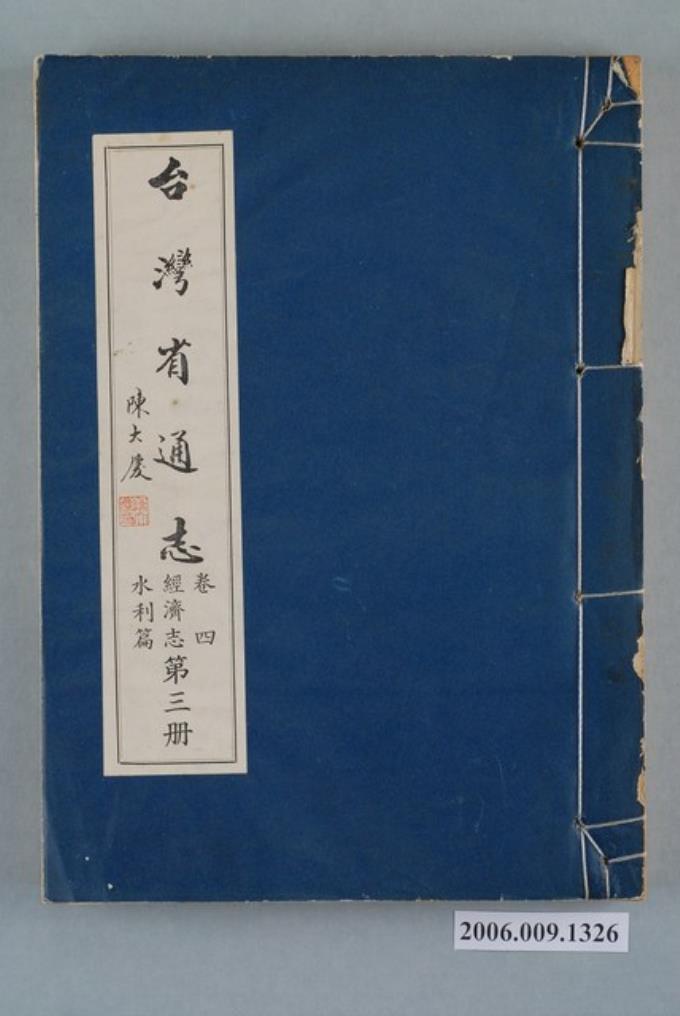 台灣省通志
陳大慶
卷四
經濟志
水利篇
第三册
2006.009.1326